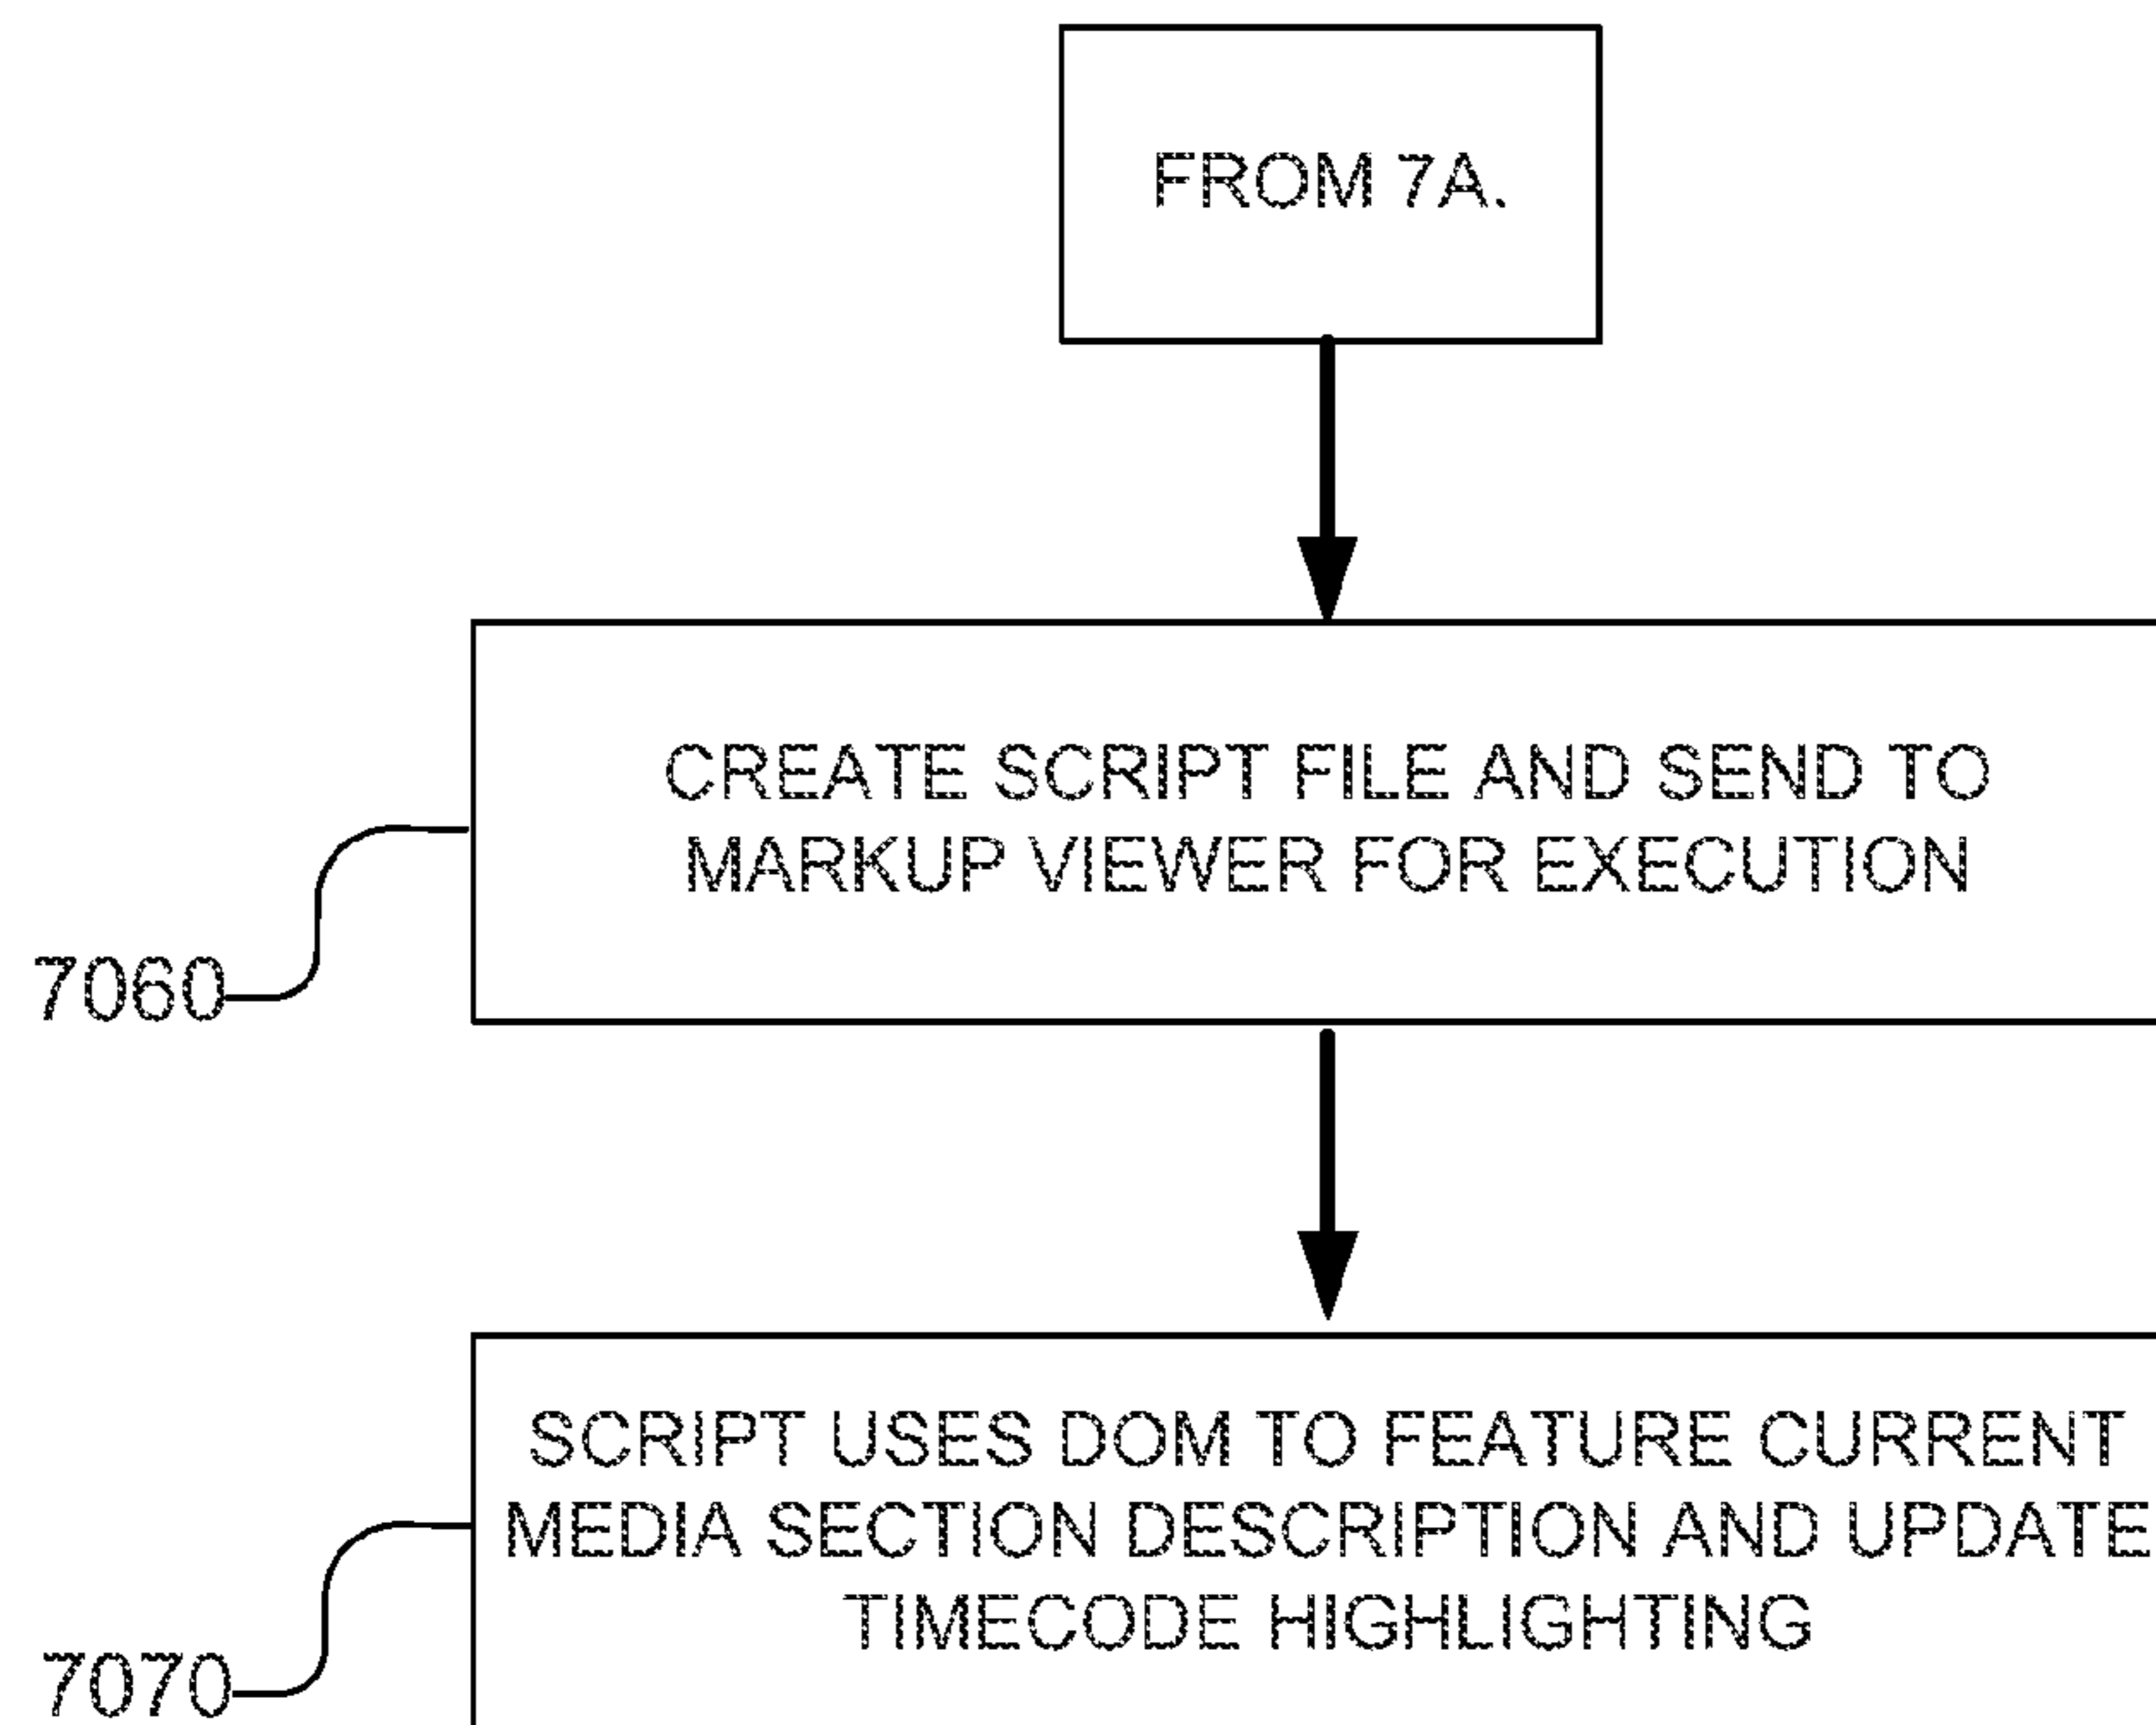 FROM 7A.
CREATE SCRIPT FILE AND SEND TO
MARKUP VIEWER FOR EXECUTION
7060
SCRIPT USES DOM TO FEATURE CURRENT
MEDIA SECTION DESCRIPTION AND UPDATE
TIMECODE HIGHLIGHTING
7070